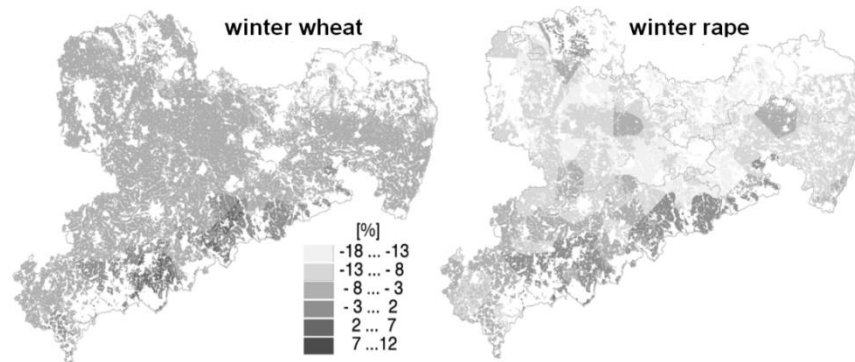 winter wheat
winter rape
[%]
-18 ... -13
-13 ... - 8
- 8 ... - 3
- 3 ... 2
2 ... 7
7 ...12